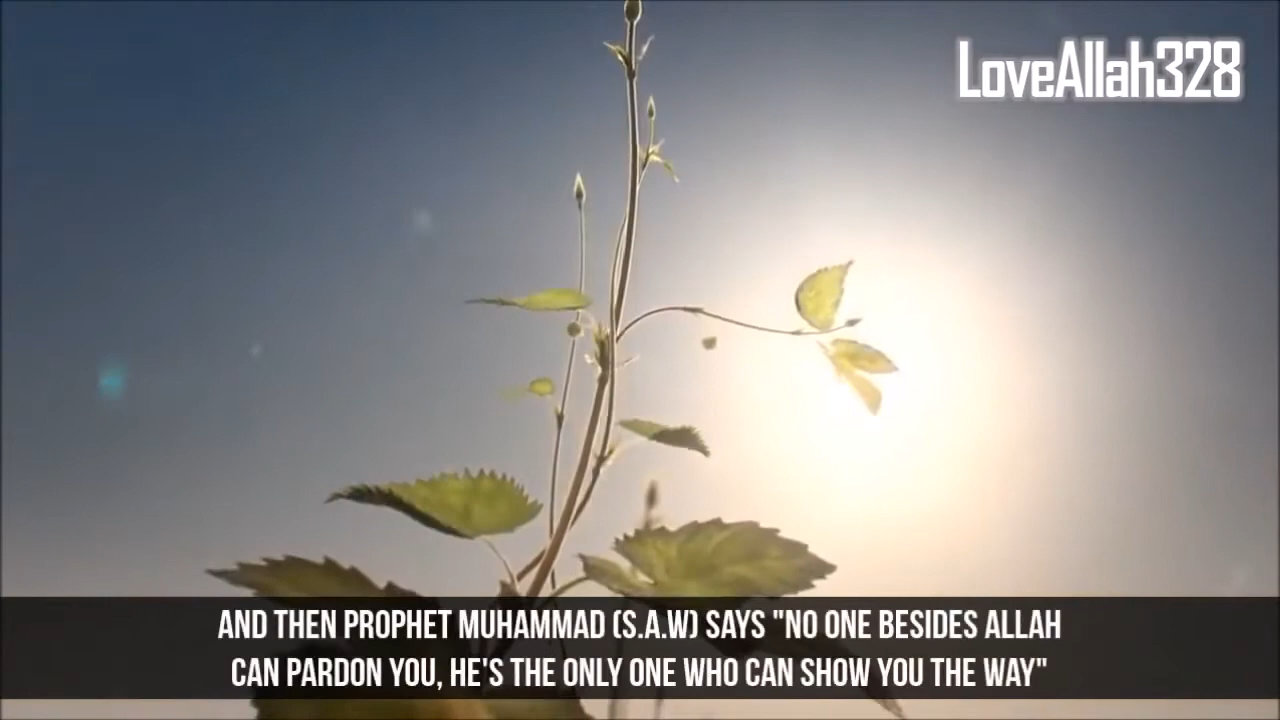 LoveAllah328
AND THEN PROPHET MUHAMMAD (S.A.W) SAYS "NO ONE BESIDES ALLAH
CAN PARDON YOU, HE'S THE ONLY ONE WHO CAN SHOW YOU THE WAY"